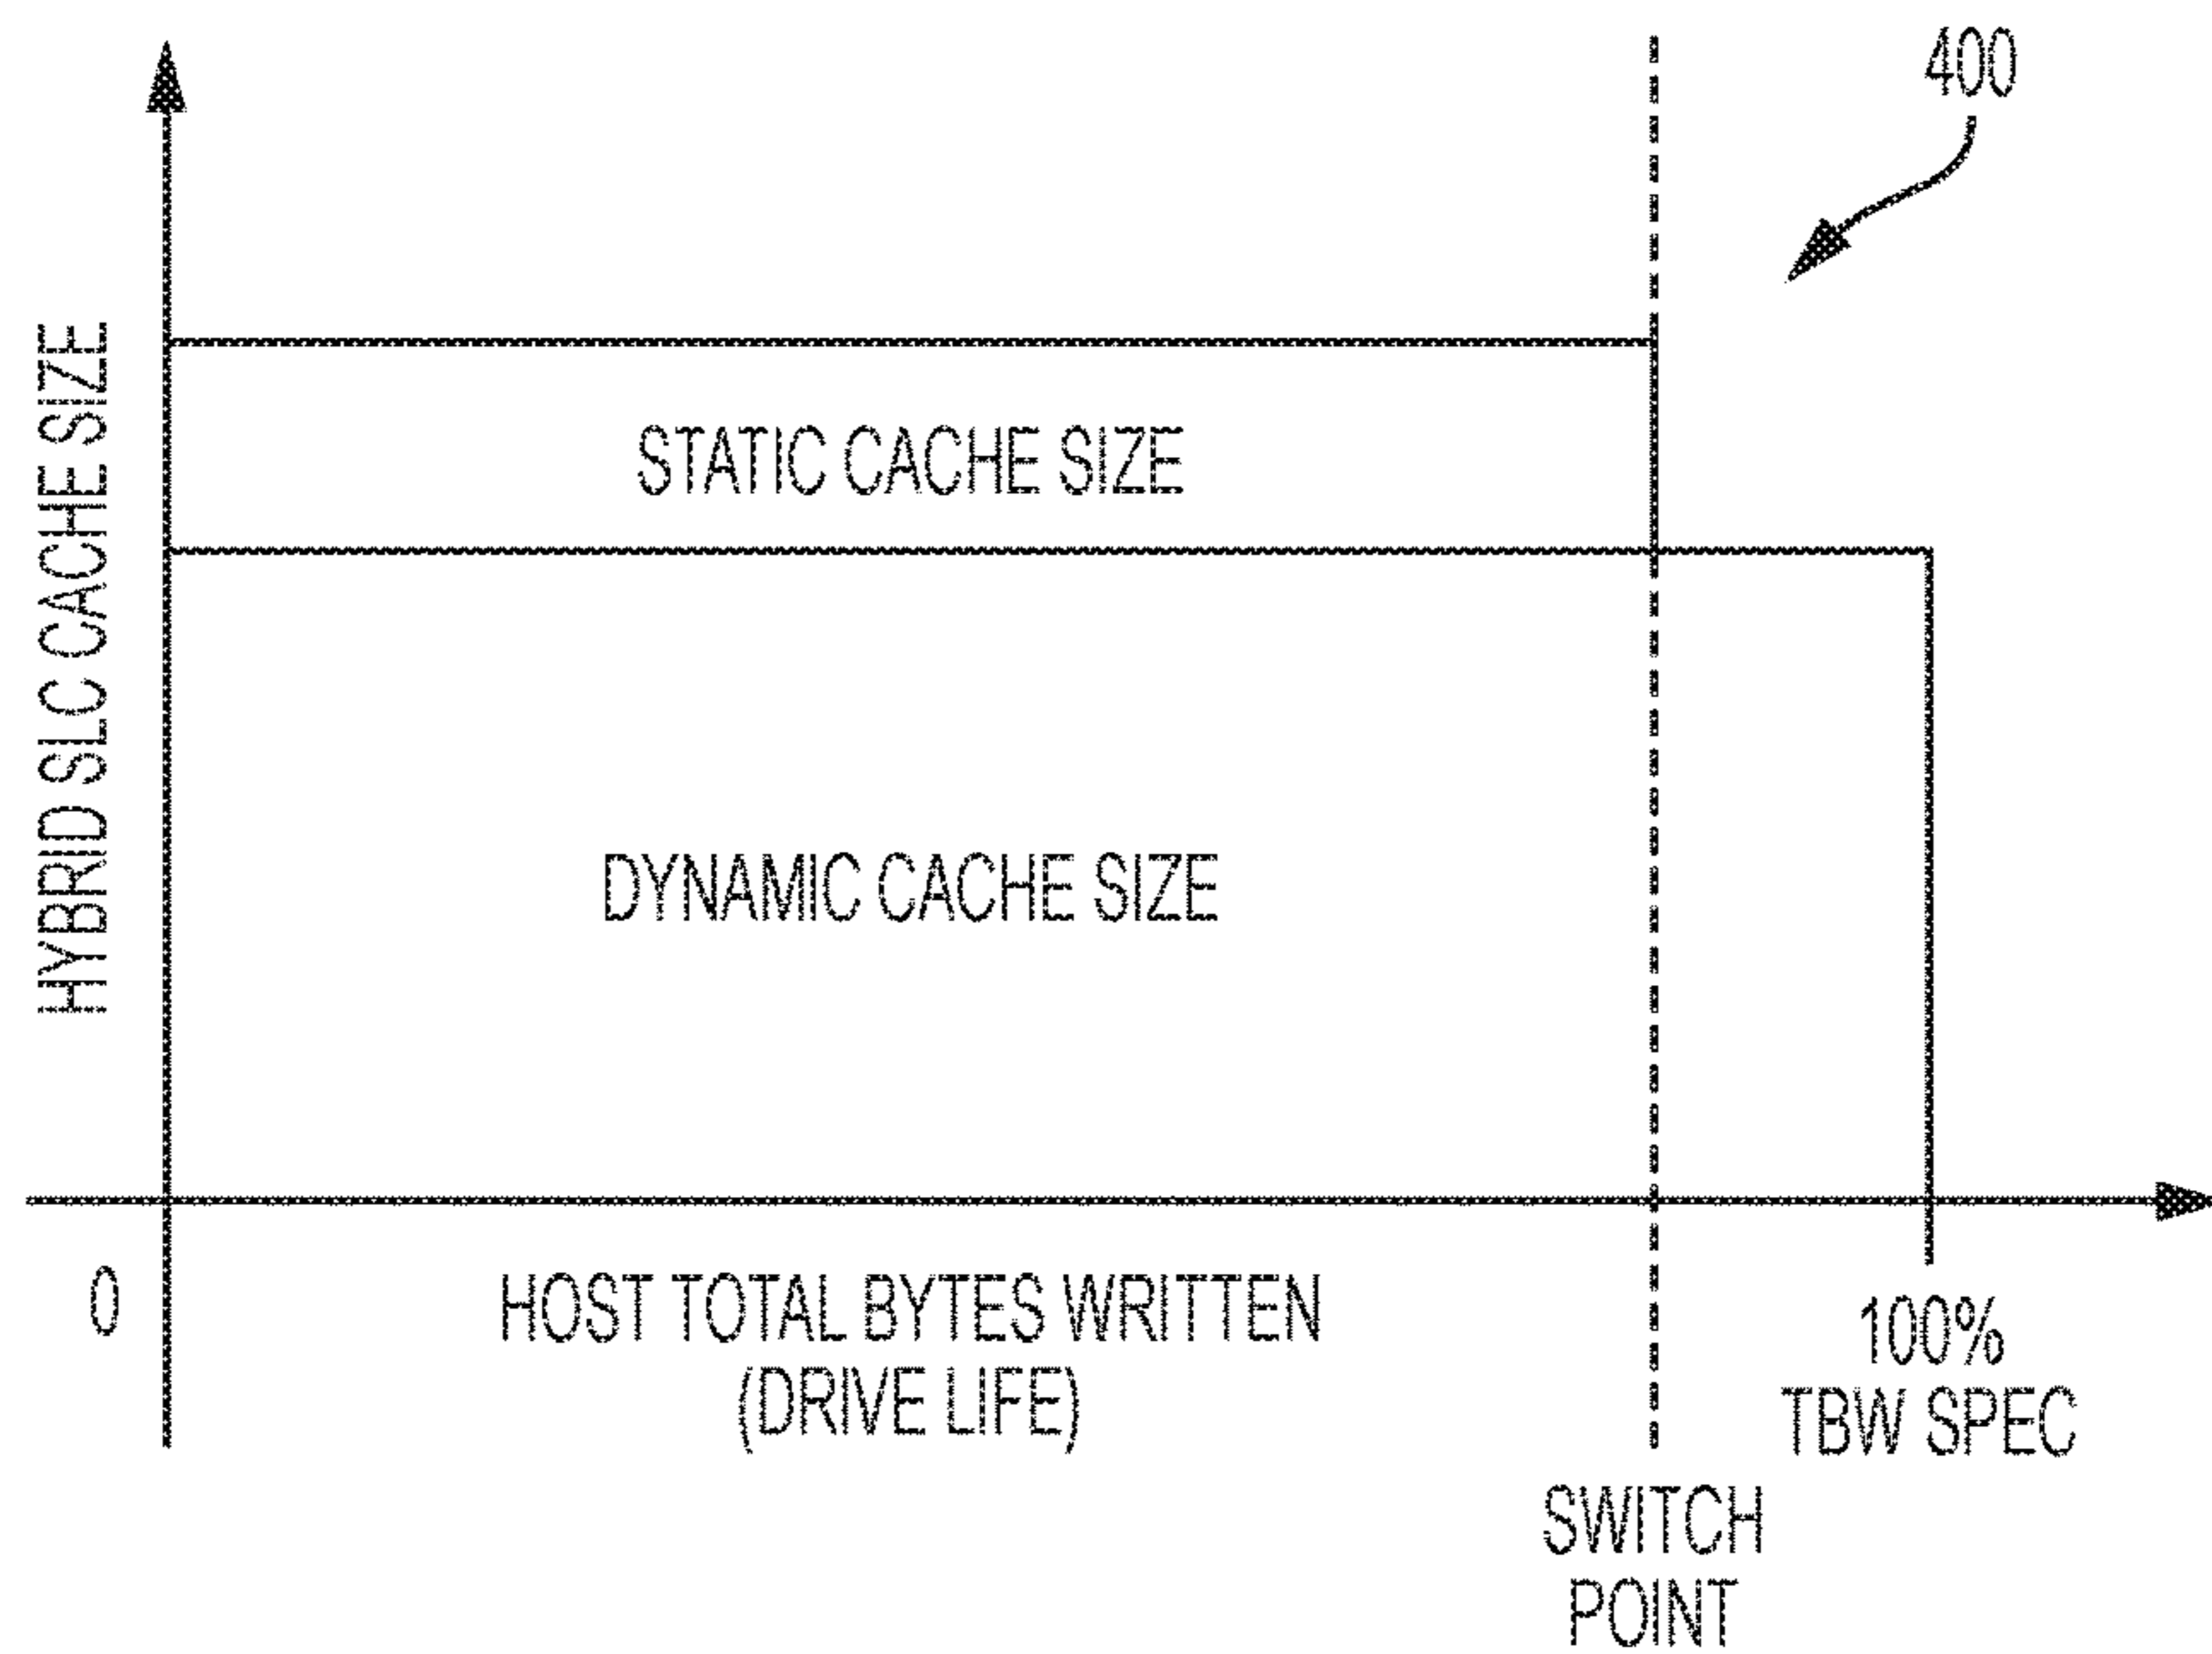 400
HYBRID SLC CACHE SIZE
STATIC CACHE SIZE
DYNAMIC CACHE SIZE
0
HOST TOTAL BYTES WRITTEN
(DRIVE LIFE)
100%
TBW SPEC
SWITCH
POINT